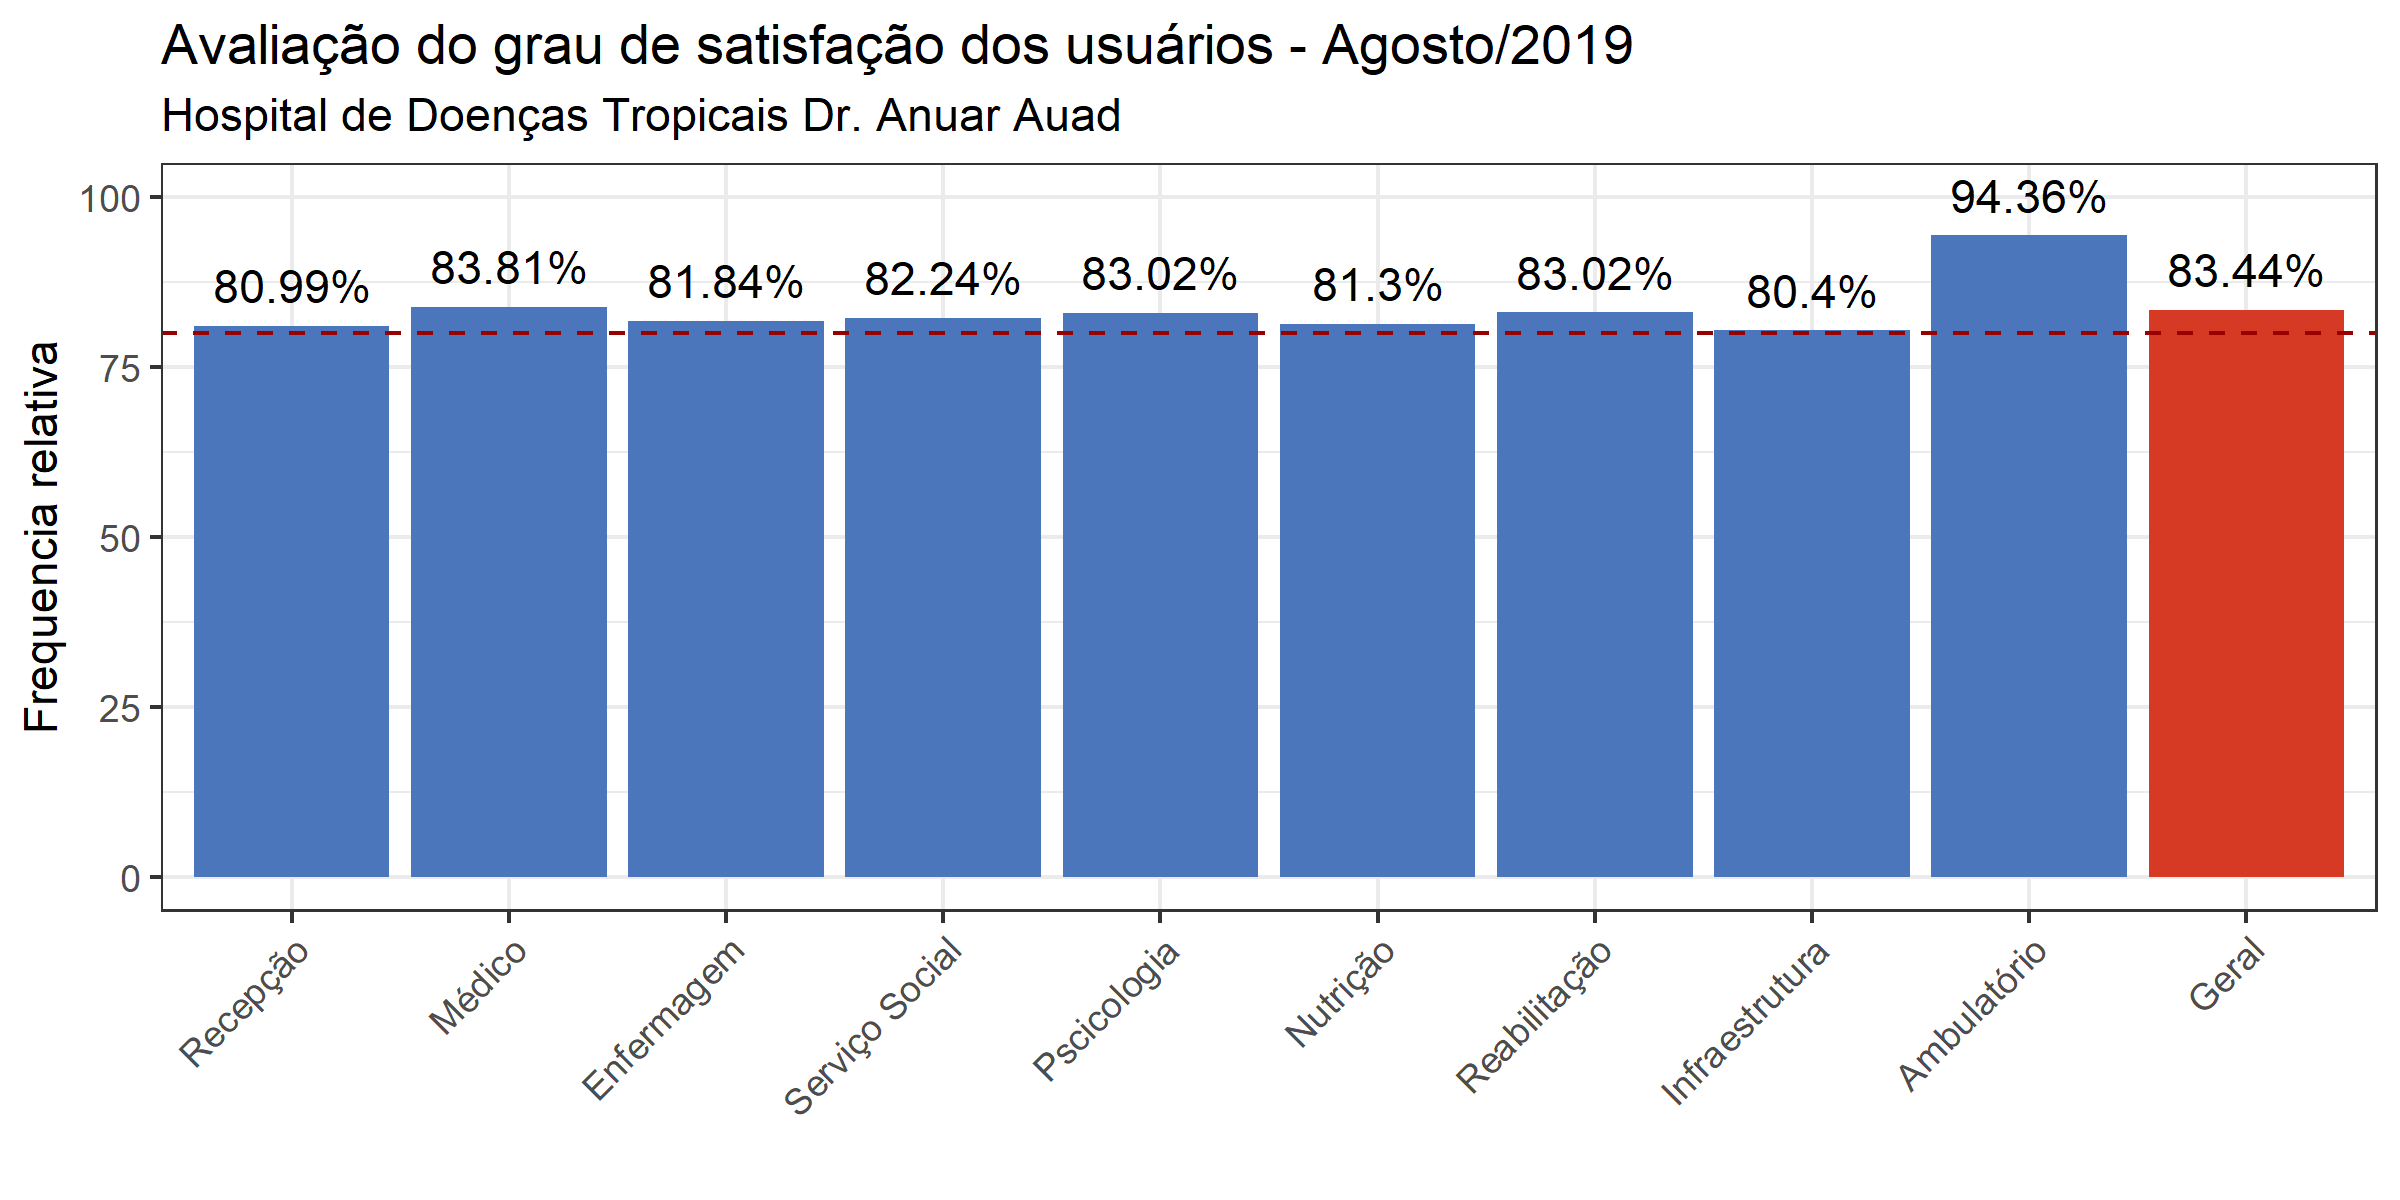 Avaliação do grau de satisfação dos usuários - Agosto/2019
Hospital de Doenças Tropicais Dr. Anuar Auad
Frequencia relativa
100
75
50
25
0
80.99%
83.81%
81.84%
82.24%
83.02%
81.3%
83.02%
80.4%
94.36%
83.44%
Recepção
Médico
Enfermagem
Serviço Social
Pscicologia
Nutrição
Reabilitação
Infraestrutura
Ambulatório
Geral